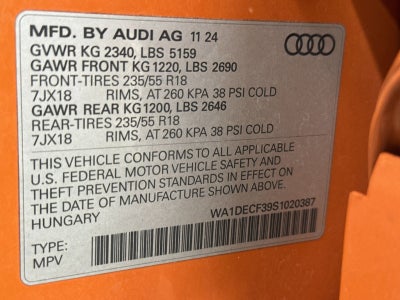 MFD. BY AUDI AG 11 24
GVWR KG 2340, LBS 5159
GAWR FRONT KG 1220, LBS 2690
FRONT-TIRES 235/55 R18
7JX18 RIMS, AT 260 KPA 38 PSI COLD
GAWR REAR KG 1200, LBS 2646
REAR-TIRES 235/55 R18
7JX18 RIMS, AT 260 KPA 38 PSI COLD
THIS VEHICLE CONFORMS TO ALL APPLICABLE
U.S. FEDERAL MOTOR VEHICLE SAFETY AND
THEFT PREVENTION STANDARDS IN EFFECT ON
THE DATE OF MANUFACTURE SHOWN ABOVE.
HUNGARY
WA1DECF39S1020387
TYPE:
MPV